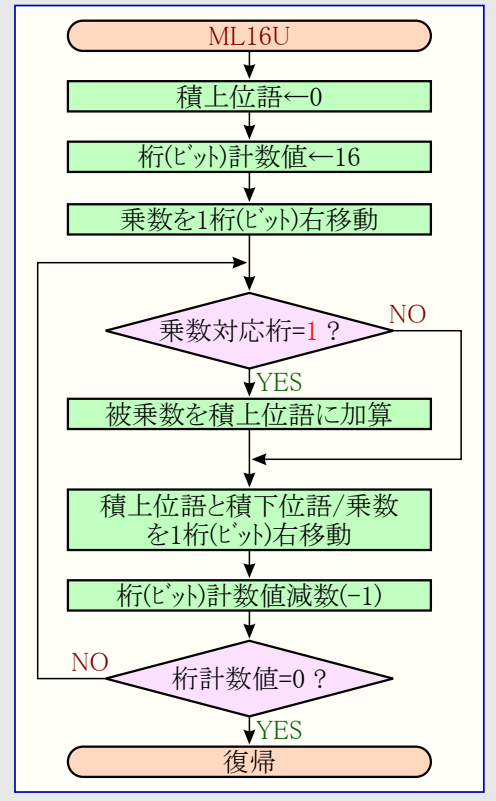 ML16U
積上位語←0
桁(ﾋﾞｯﾄ)計数値←16
乗数を1桁(ﾋﾞｯﾄ)右移動
乗数対応桁=1 ?
NO
YES
被乗数を積上位語に加算
積上位語と積下位語/乗数
を1桁(ﾋﾞｯﾄ)右移動
桁(ﾋﾞｯﾄ)計数値減数(-1)
NO
桁計数値=0 ?
YES
復帰